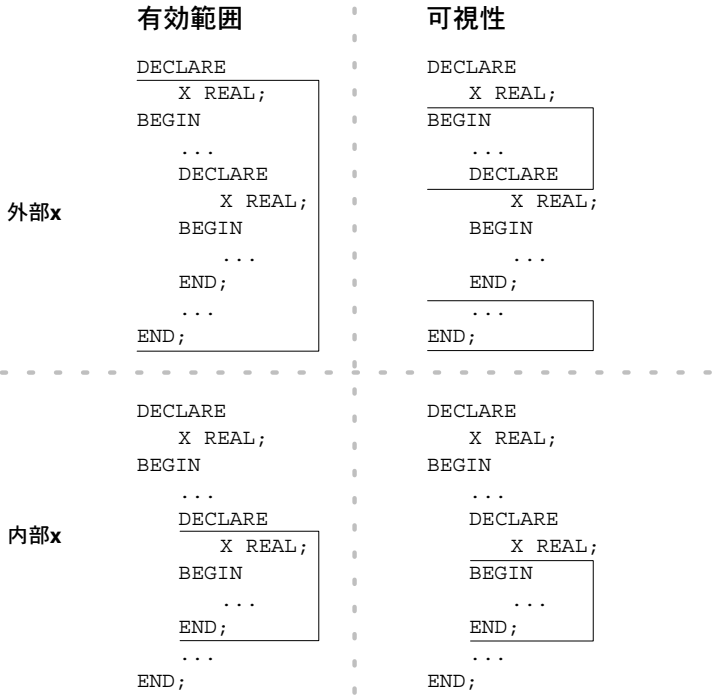 有効範囲
可視性
外部x
DECLARE
X REAL;
BEGIN
...
DECLARE
X REAL;
BEGIN
...
END;
...
END;
DECLARE
X REAL;
BEGIN
...
DECLARE
X REAL;
BEGIN
...
END;
...
END;
内部x
DECLARE
X REAL;
BEGIN
...
DECLARE
X REAL;
BEGIN
...
END;
...
END;
DECLARE
X REAL;
BEGIN
...
DECLARE
X REAL;
BEGIN
...
END;
...
END;